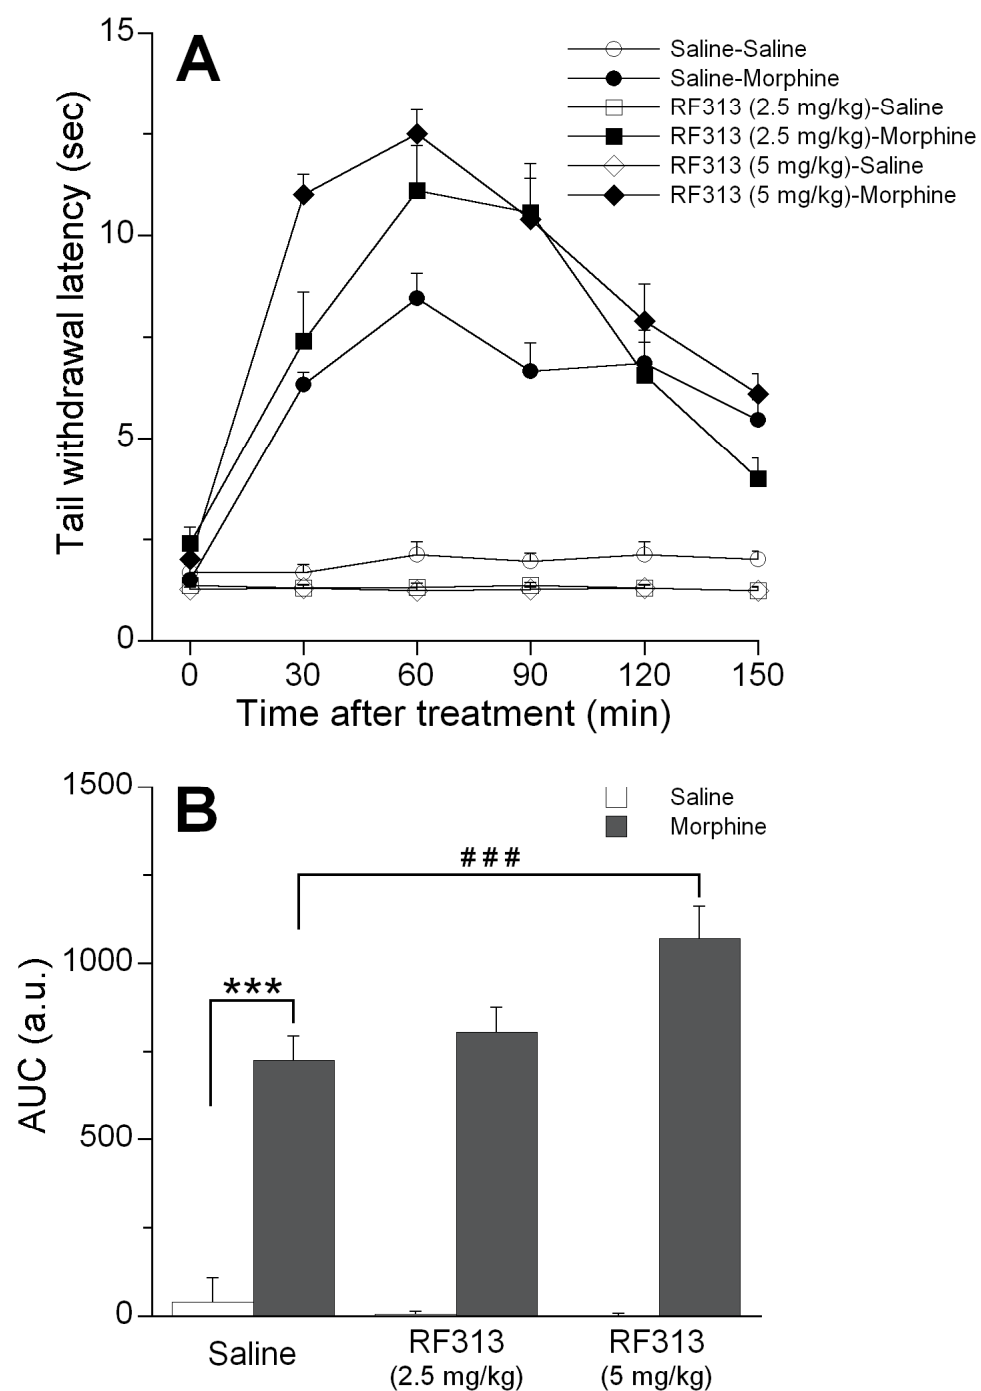 A
15
10
5
0
Tail withdrawal latency (sec)
Saline-Saline
Saline-Morphine
RF313 (2.5 mg/kg)-Saline
RF313 (2.5 mg/kg)-Morphine
RF313 (5 mg/kg)-Saline
RF313 (5 mg/kg)-Morphine
0 30 60 90 120 150
Time after treatment (min)
B
1500
1000
500
0
AUC (a.u.)
Saline
Morphine
###
***
Saline
RF313
(2.5 mg/kg)
RF313
(5 mg/kg)